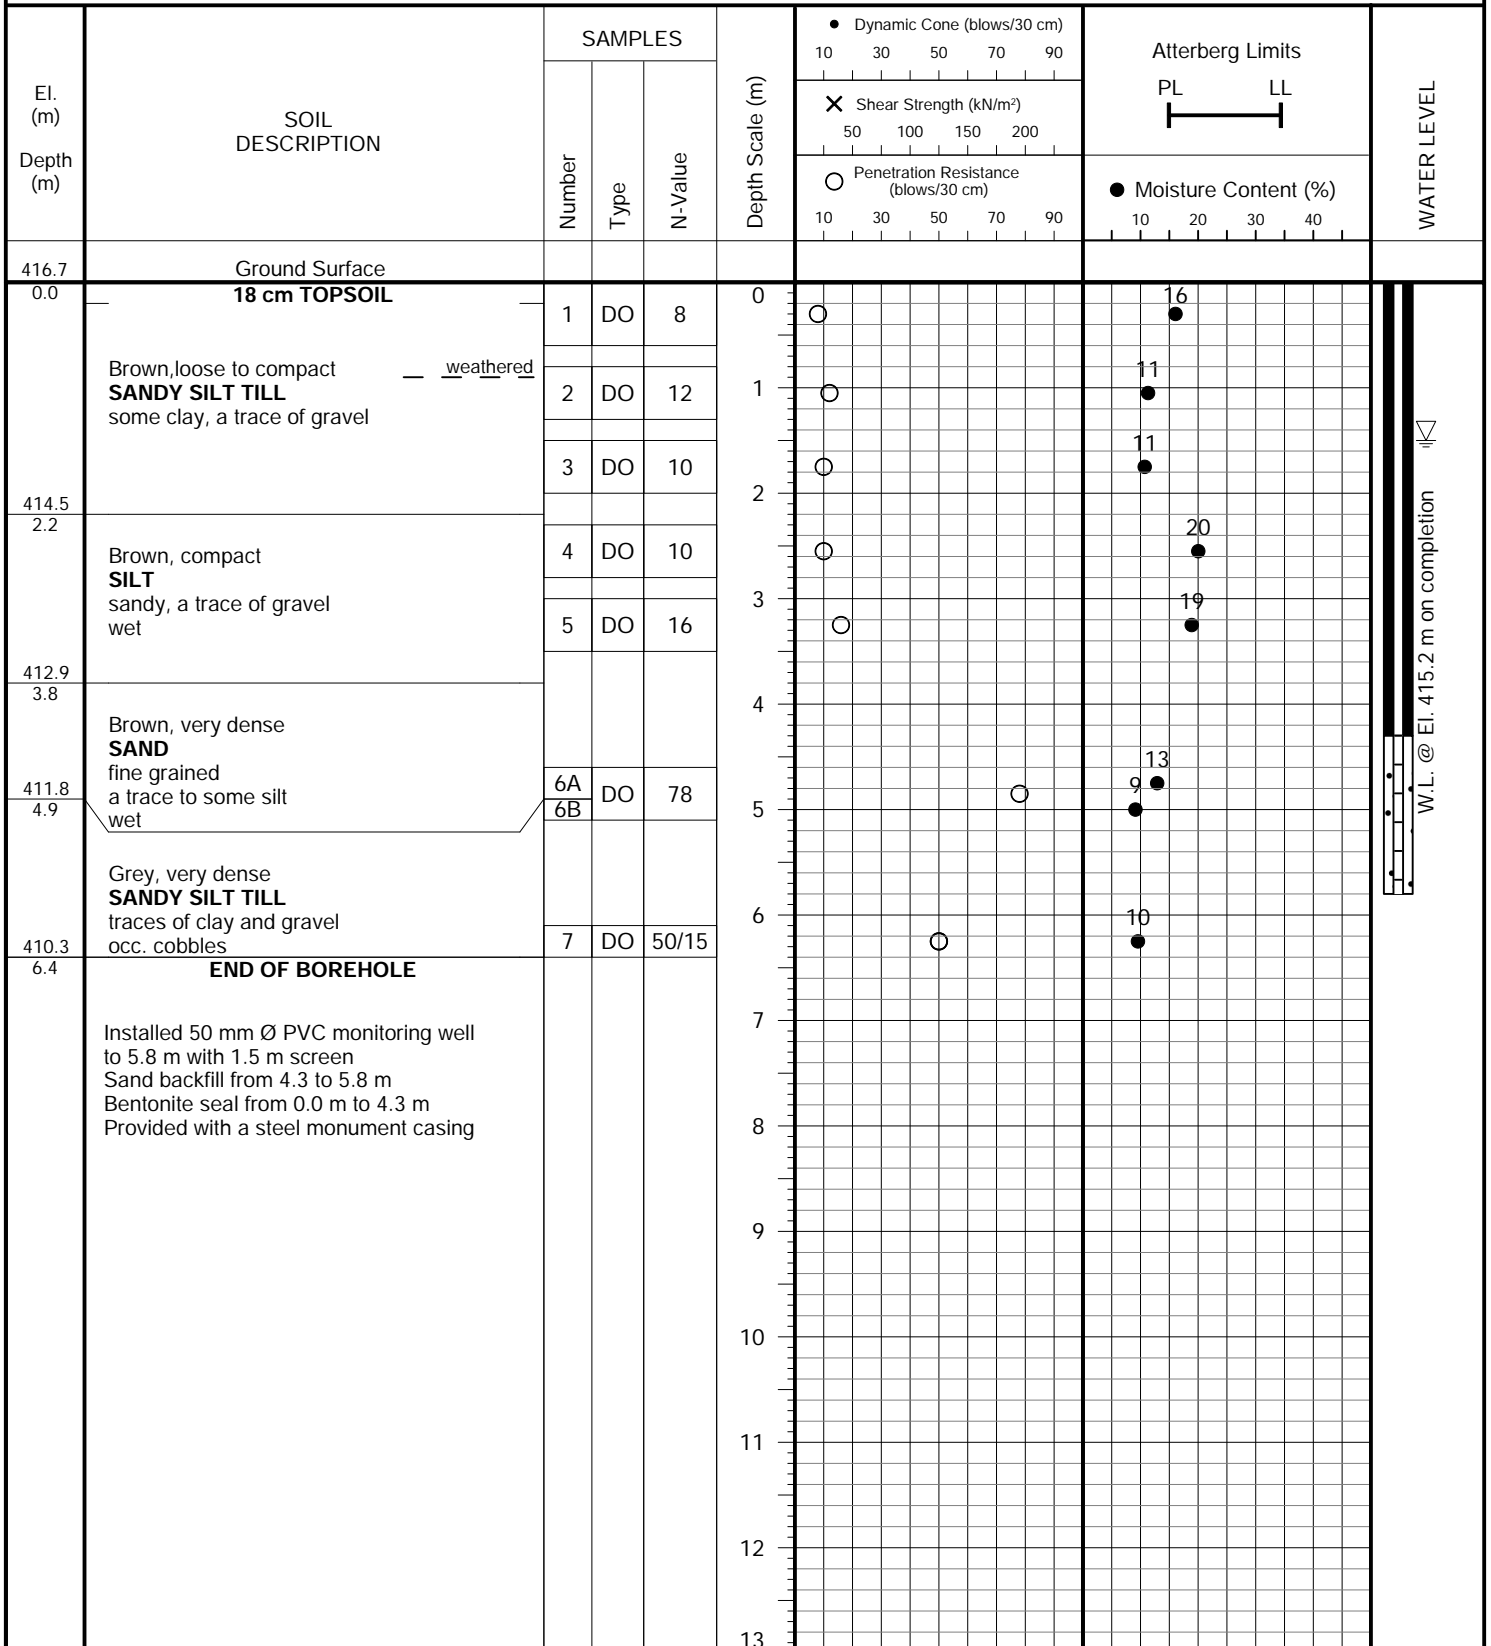 El.
(m)
Depth
(m)
SOIL
DESCRIPTION
SAMPLES
Number
Type
N-Value
Depth Scale (m)
Dynamic Cone (blows/30 cm)
10 30 50 70 90
Shear Strength (kN/m²)
50 100 150 200
Penetration Resistance
(blows/30 cm)
10 30 50 70 90
Atterberg Limits
PL LL
Moisture Content (%)
10 20 30 40
WATER LEVEL
416.7 Ground Surface
0.0 18 cm TOPSOIL
1 DO 8
0
16
Brown,loose to compact weathered
SANDY SILT TILL
some clay, a trace of gravel
2 DO 12
1
11
3 DO 10
11
2
414.5
2.2
Brown, compact
SILT
sandy, a trace of gravel
wet
4 DO 10
20
3
5 DO 16
19
412.9
3.8
4
Brown, very dense
SAND
fine grained
a trace to some silt
wet
411.8
4.9
6A
6B
DO 78
13
9
5
Grey, very dense
SANDY SILT TILL
traces of clay and gravel
occ. cobbles
6
7 DO 50/15
10
410.3
6.4
END OF BOREHOLE
W.L. @ El. 415.2 m on completion
Installed 50 mm Ø PVC monitoring well
to 5.8 m with 1.5 m screen
Sand backfill from 4.3 to 5.8 m
Bentonite seal from 0.0 m to 4.3 m
Provided with a steel monument casing
7
8
9
10
11
12
13